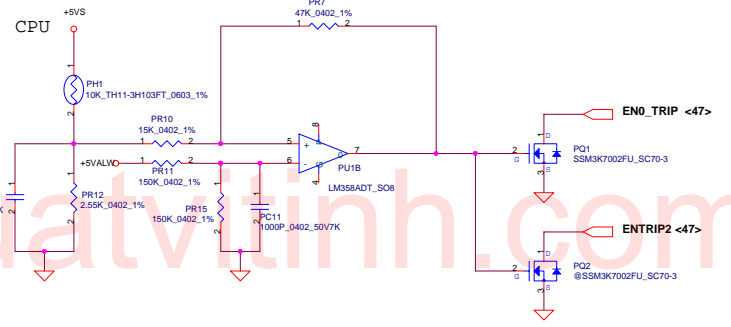 CPU
+5VS
PR7
1 2
47K_0402_1%
1
PH1
10K_TH11-3H103FT_0603_1%
2
PR10
15K_0402_1%
1 2
+5VALW
1 2
PR11
150K_0402_1%
8
5
+
6
-
7
P
G
O
4
PU1B
LM358ADT_SO8
1
2
K
1
PR12
2.55K_0402_1%
2
PR15
150K_0402_1%
1
2
1
2
PC11
1000P_0402_50V7K
EN0_TRIP <47>
1
D
2
G
S
3
PQ1
SSM3K7002FU_SC70-3
ENTRIP2 <47>
1
D
2
G
S
3
PQ2
@SSM3K7002FU_SC70-3
uatvitinh.com